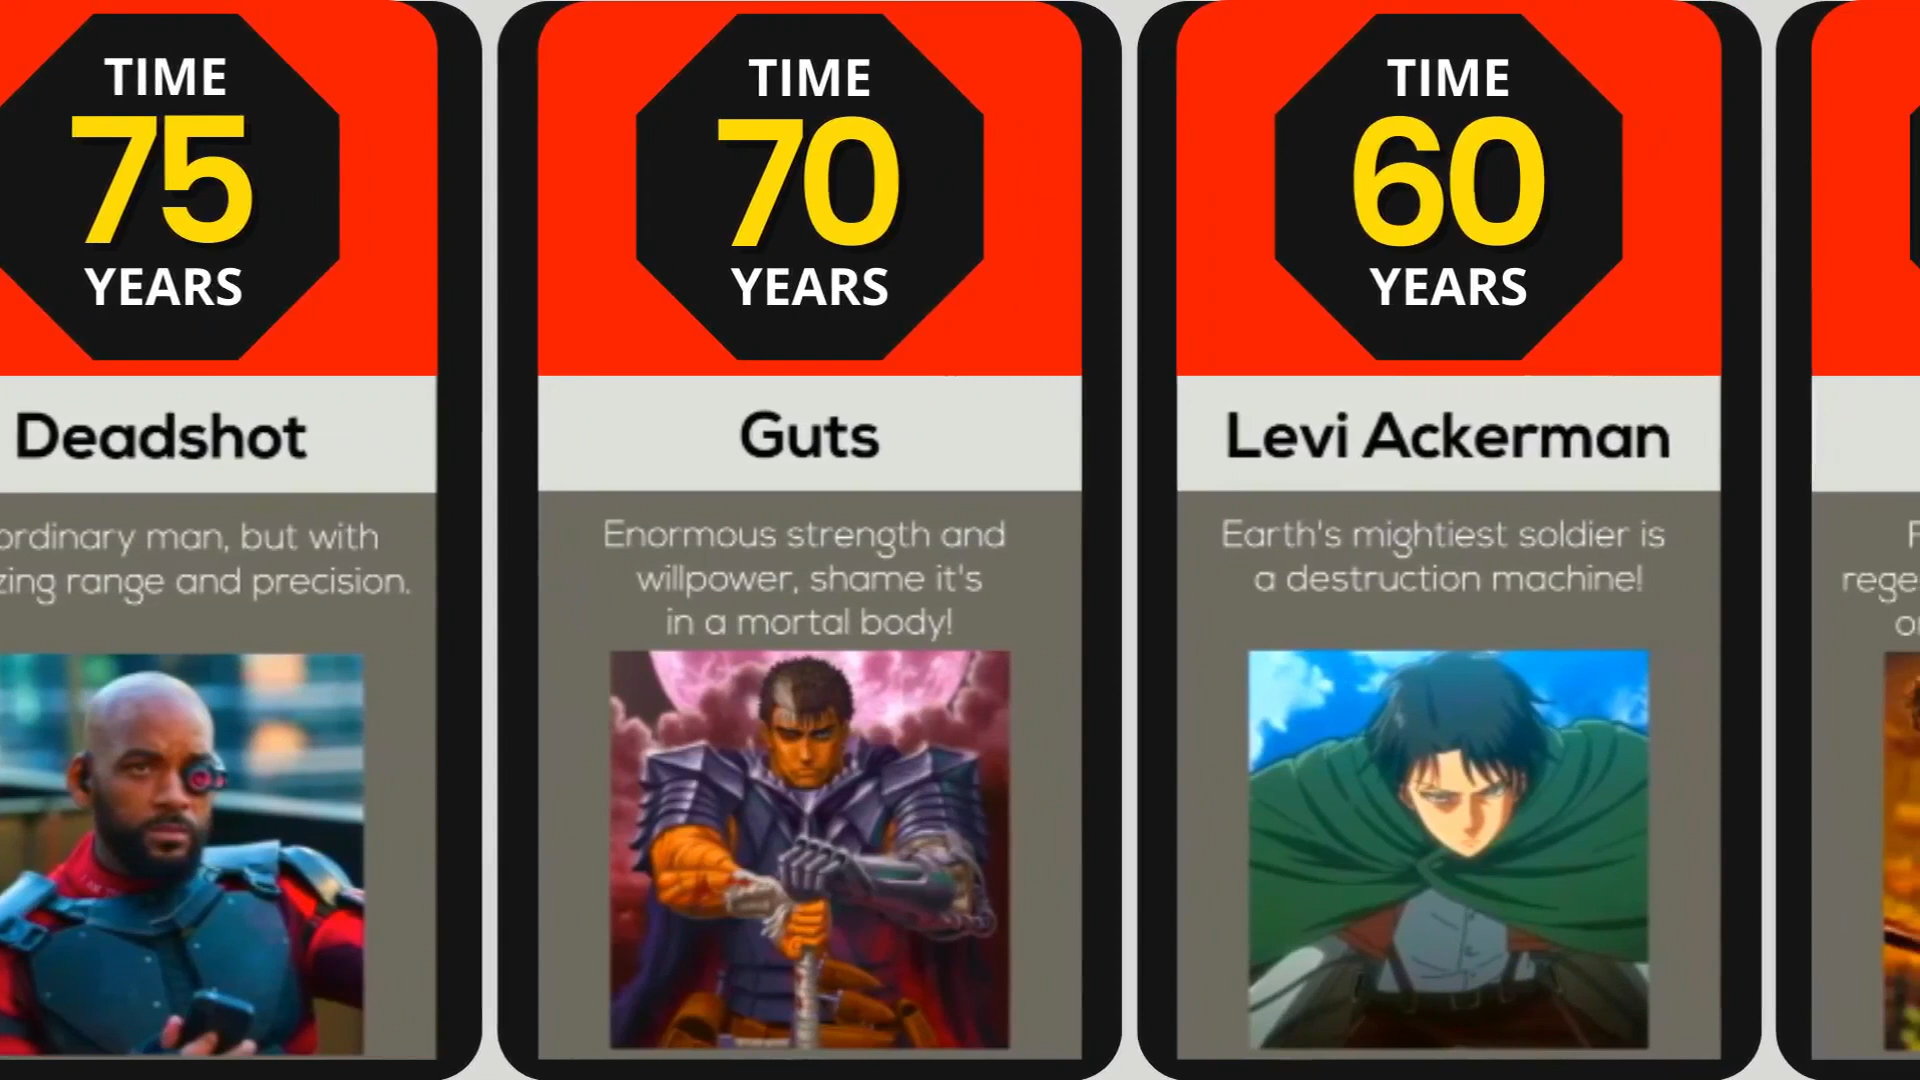 TIME
75
YEARS
Deadshot
ordinary man, but with
range and precision.
TIME
70
YEARS
Guts
Enormous strength and
willpower, shame it's
in a mortal body!
TIME
60
YEARS
Levi Ackerman
Earth's mightiest soldier is
a destruction machine!